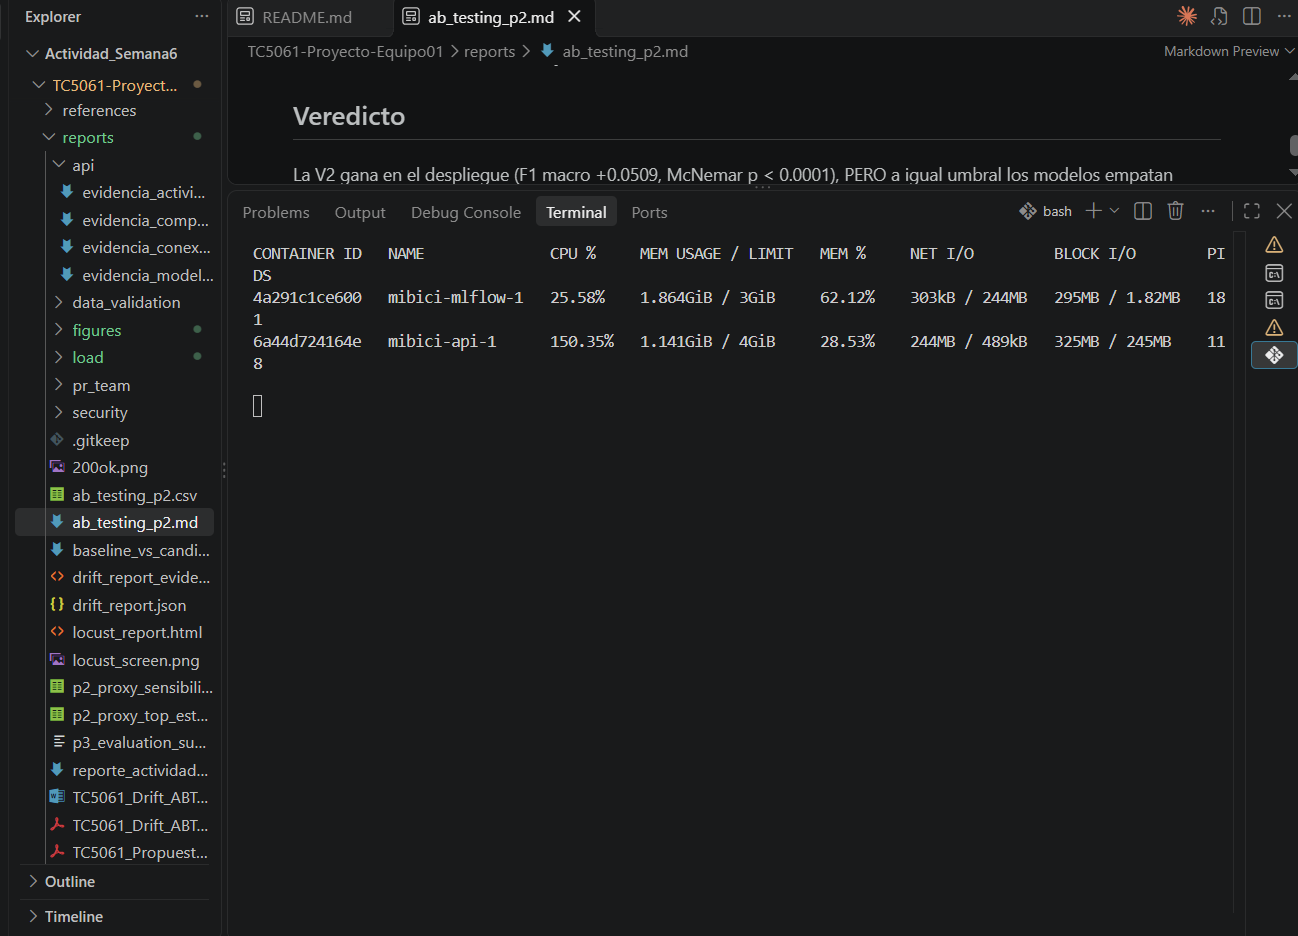 Explorer
Actividad_Semana6
TC5061-Proyect...
references
reports
api
evidencia_activi...
evidencia_comp...
evidencia_conex...
evidencia_model...
data_validation
figures
load
pr_team
security
.gitkeep
200ok.png
ab_testing_p2.csv
ab_testing_p2.md
baseline_vs_candi...
drift_report_evide...
drift_report.json
locust_report.html
locust_screen.png
p2_proxy_sensibili...
p2_proxy_top_est...
p3_evaluation_su...
reporte_actividad...
TC5061_Drift_ABT...
TC5061_Drift_ABT...
TC5061_Propuest...
Outline
Timeline
README.md
ab_testing_p2.md
TC5061-Proyecto-Equipo01 > reports > ab_testing_p2.md
Markdown Preview
Veredicto
La V2 gana en el despliegue (F1 macro +0.0509, McNemar p < 0.0001), PERO a igual umbral los modelos empatan
Problems Output Debug Console Terminal Ports
bash
CONTAINER ID NAME CPU % MEM USAGE / LIMIT MEM % NET I/O BLOCK I/O PI
DS
4a291c1ce600 mibici-mlflow-1 25.58% 1.864GiB / 3GiB 62.12% 303kB / 244MB 295MB / 1.82MB 18
1
6a44d724164e mibici-api-1 150.35% 1.141GiB / 4GiB 28.53% 244MB / 489kB 325MB / 245MB 11
8